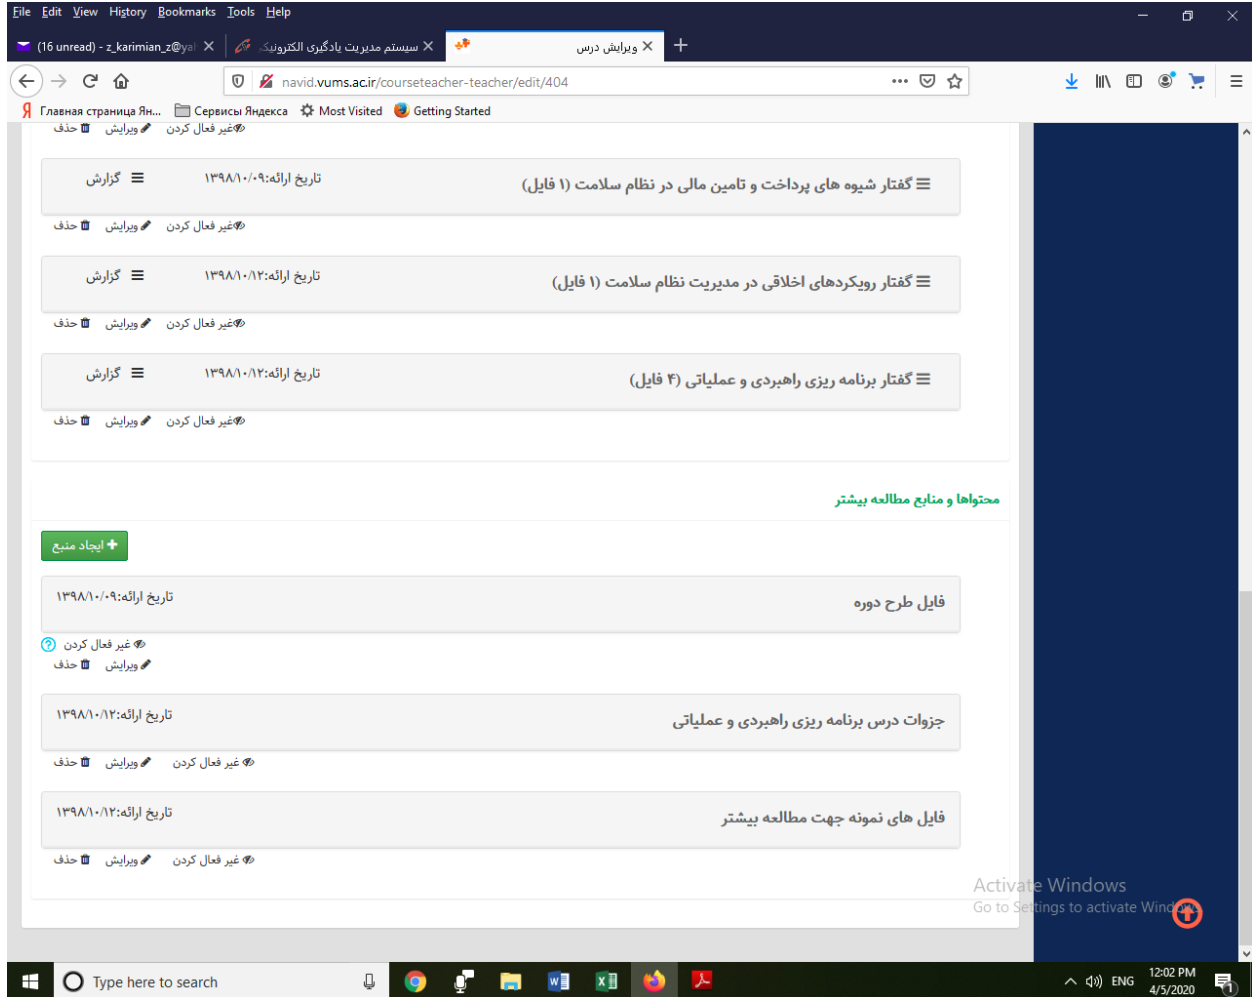 File Edit View History Bookmarks Tools Help
(16 unread) - z_karimian_z@ya
سیستم مدیریت یادگیری الکترونیک
ویرایش درس
navid.vums.ac.ir/courseteacher-teacher/edit/404
Главная страница Ян... Сервисы Яндекса Most Visited Getting Started
غیر فعال کردن ویرایش حذف
گفتار شیوه های پرداخت و تامین مالی در نظام سلامت (۱ فایل) تاریخ ارائه:۱۳۹۸/۱۰/۰۹ گزارش
غیر فعال کردن ویرایش حذف
گفتار رویکردهای اخلاقی در مدیریت نظام سلامت (۱ فایل) تاریخ ارائه:۱۳۹۸/۱۰/۱۲ گزارش
غیر فعال کردن ویرایش حذف
گفتار برنامه ریزی راهبردی و عملیاتی (۴ فایل) تاریخ ارائه:۱۳۹۸/۱۰/۱۲ گزارش
غیر فعال کردن ویرایش حذف
محتواها و منابع مطالعه بیشتر
+ ایجاد منبع
فایل طرح دوره تاریخ ارائه:۱۳۹۸/۱۰/۰۹
غیر فعال کردن ?
ویرایش حذف
جزوات درس برنامه ریزی راهبردی و عملیاتی تاریخ ارائه:۱۳۹۸/۱۰/۱۲
غیر فعال کردن ویرایش حذف
فایل های نمونه جهت مطالعه بیشتر تاریخ ارائه:۱۳۹۸/۱۰/۱۲
غیر فعال کردن ویرایش حذف
Activate Windows
Go to Settings to activate Windows
Type here to search
ENG
12:02 PM
4/5/2020
1